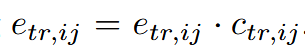 e_{tr,ij} = e_{tr,ij} · c_{tr,ij}